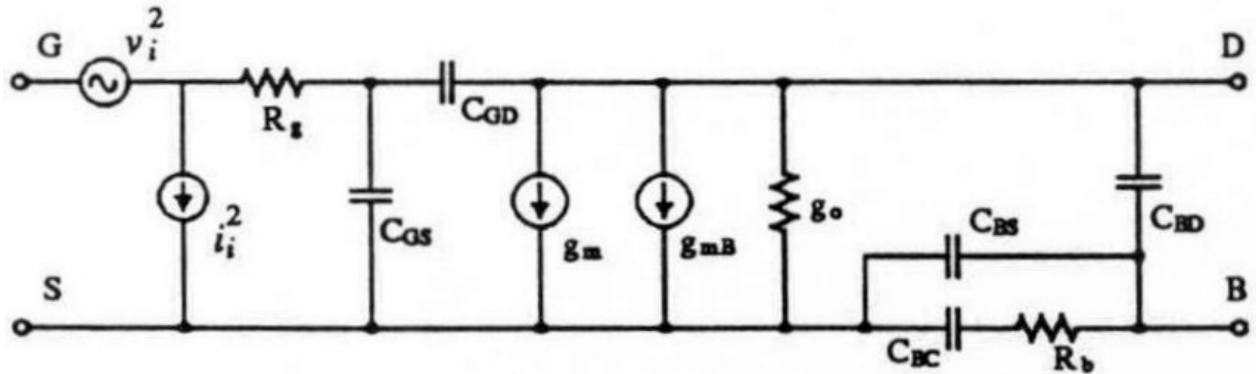 G
v_i^2
D
R_g
C_GD
i_i^2
C_GS
g_m
g_mB
g_o
C_BS
C_BD
S
B
C_BC
R_b